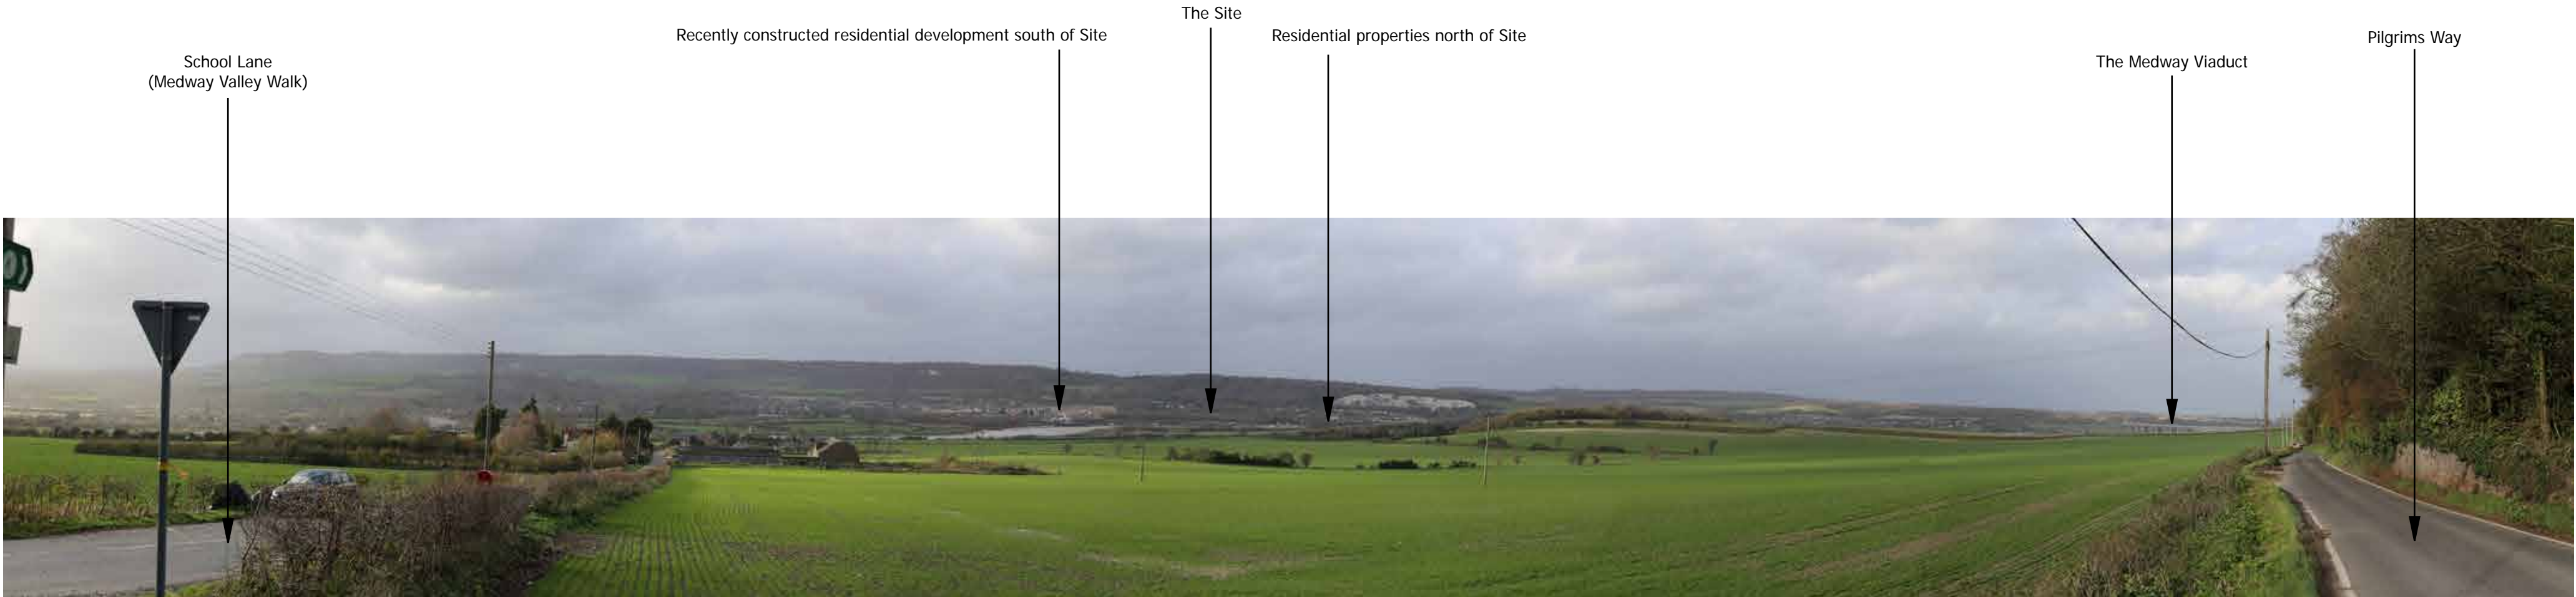 School Lane
(Medway Valley Walk)
Recently constructed residential development south of Site
The Site
Residential properties north of Site
The Medway Viaduct
Pilgrims Way